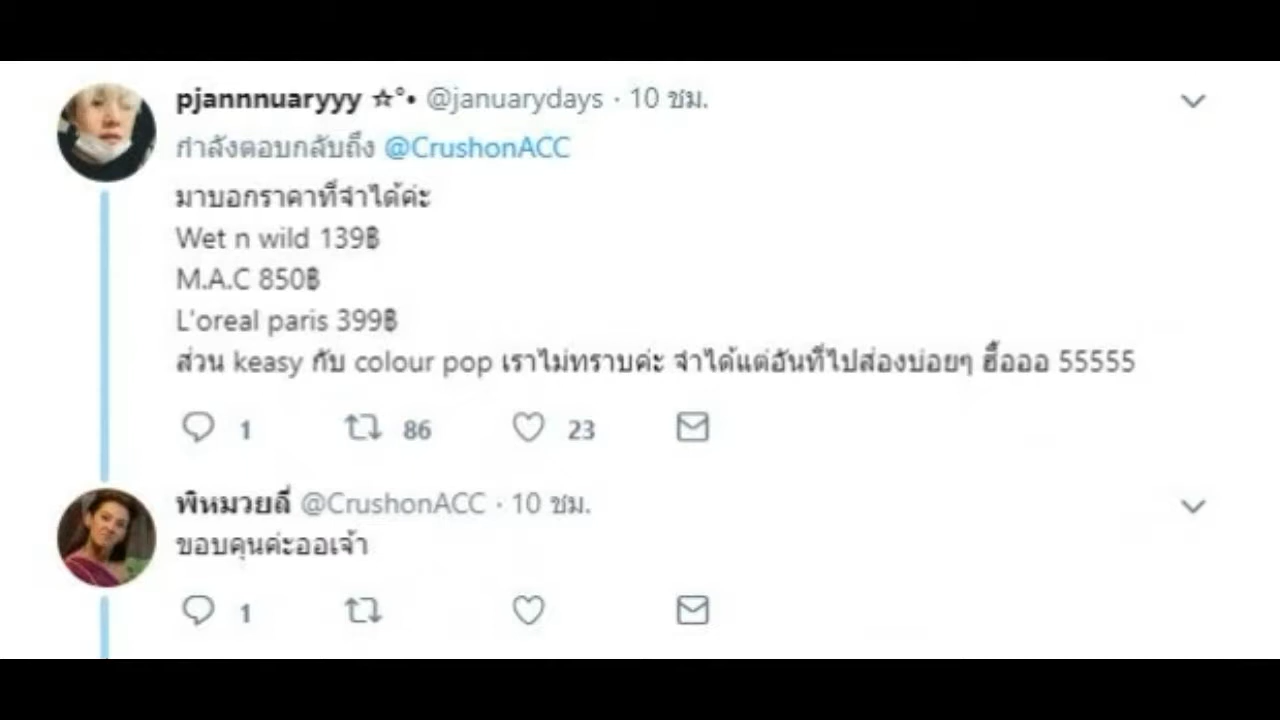 pjannnuaryyy ☆°• @januarydays · 10 ชม.
กำลังตอบกลับถึง @CrushonACC
มาบอกราคาที่จำได้ค่ะ
Wet n wild 139฿
M.A.C 850฿
L'oreal paris 399฿
ส่วน keasy กับ colour pop เราไม่ทราบค่ะ จำได้แต่อันที่ไปส่องบ่อยๆ ฮื้อออ 55555
1 86 23
พี่หมวยลี่ @CrushonACC · 10 ชม.
ขอบคุนค่ะออเจ้า
1